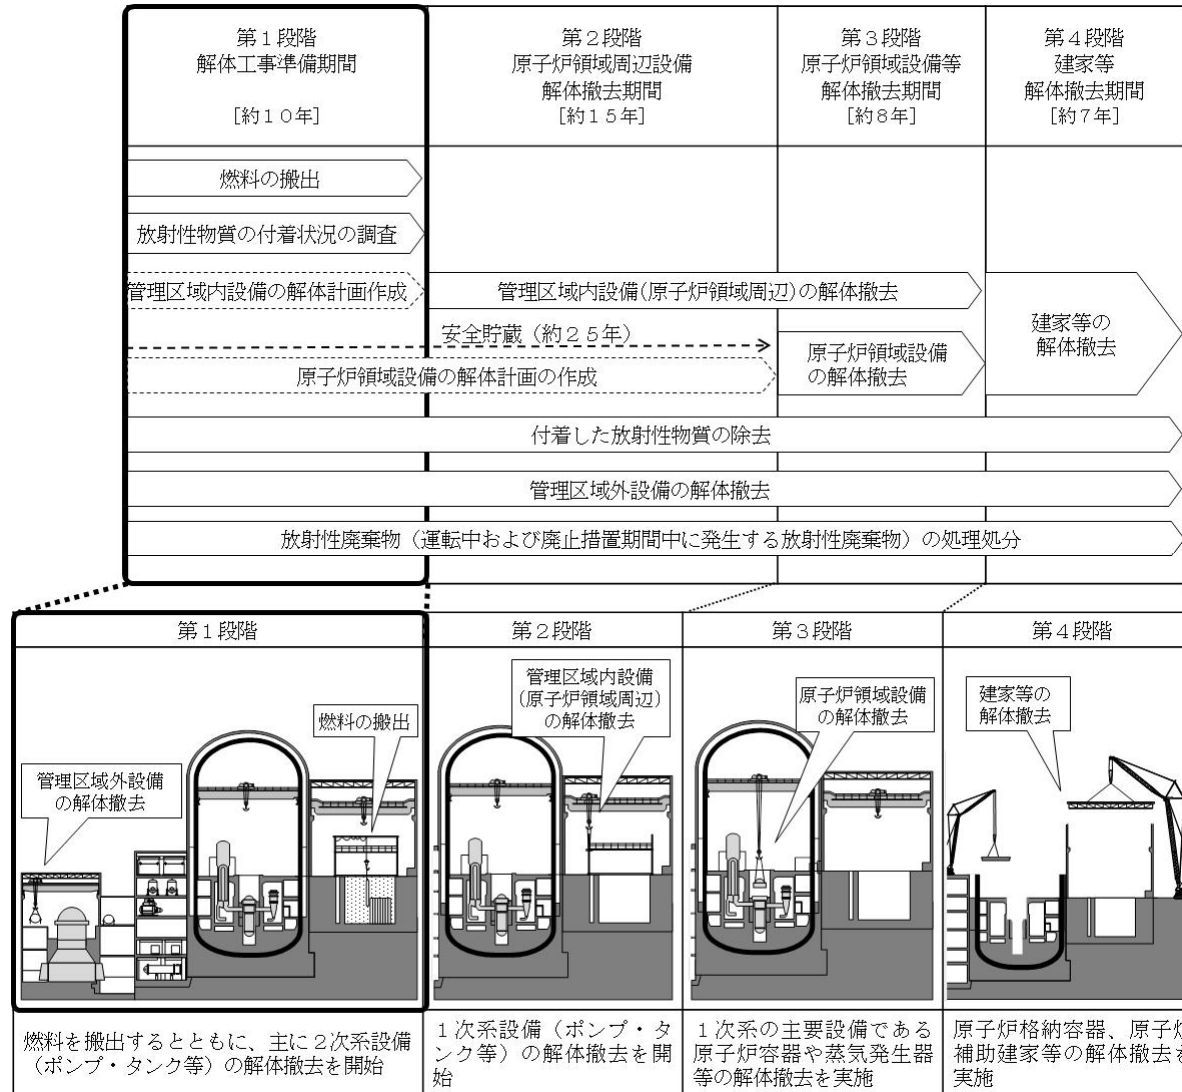 第１段階
解体工事準備期間
［約１０年］
第２段階
原子炉領域周辺設備
解体撤去期間
［約１５年］
第３段階
原子炉領域設備等
解体撤去期間
［約８年］
第４段階
建家等
解体撤去期間
［約７年］
燃料の搬出
放射性物質の付着状況の調査
管理区域内設備の解体計画作成
管理区域内設備(原子炉領域周辺)の解体撤去
建家等の
解体撤去
安全貯蔵（約２５年）
原子炉領域設備
の解体撤去
原子炉領域設備の解体計画の作成
付着した放射性物質の除去
管理区域外設備の解体撤去
放射性廃棄物（運転中および廃止措置期間中に発生する放射性廃棄物）の処理処分
第１段階
第２段階
第３段階
第４段階
管理区域外設備
の解体撤去
燃料の搬出
管理区域内設備
(原子炉領域周辺)
の解体撤去
原子炉領域設備
の解体撤去
建家等の
解体撤去
燃料を搬出するとともに、主に２次系設備
（ポンプ・タンク等）の解体撤去を開始
１次系設備（ポンプ・タ
ンク等）の解体撤去を開
始
１次系の主要設備である
原子炉容器や蒸気発生器
等の解体撤去を実施
原子炉格納容器、原子炉
補助建家等の解体撤去を
実施